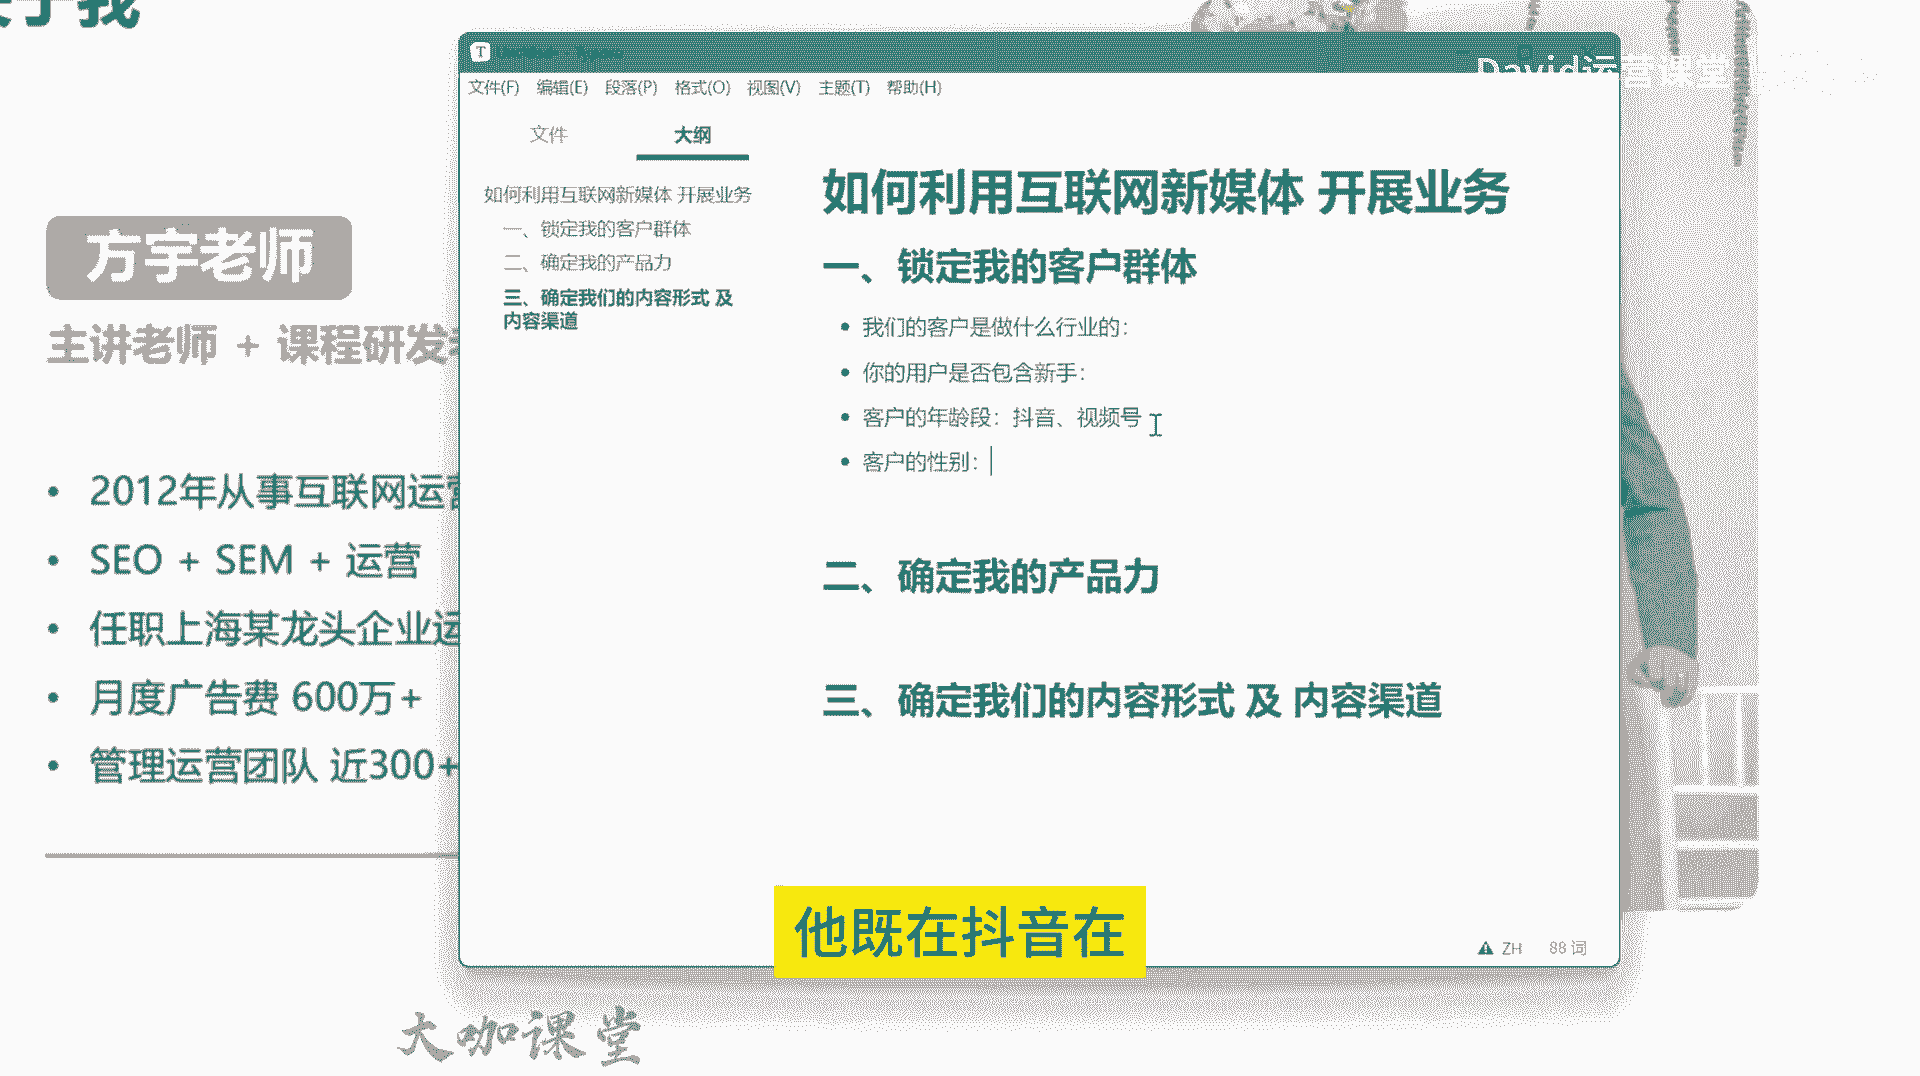 关于我
David运营课堂
文件(F) 编辑(E) 段落(P) 格式(O) 视图(V) 主题(T) 帮助(H)
文件 大纲
如何利用互联网新媒体 开展业务
一、锁定我的客户群体
二、确定我的产品力
三、确定我们的内容形式 及
内容渠道
如何利用互联网新媒体 开展业务
一、锁定我的客户群体
我们的客户是做什么行业的：
你的用户是否包含新手：
客户的年龄段：抖音、视频号
客户的性别：
二、确定我的产品力
三、确定我们的内容形式 及 内容渠道
ZH 88 词
方宇老师
主讲老师 + 课程研发
• 2012年从事互联网运营
• SEO + SEM + 运营
• 任职上海某龙头企业运
• 月度广告费 600万+
• 管理运营团队 近300+
他既在抖音在
大咖课堂